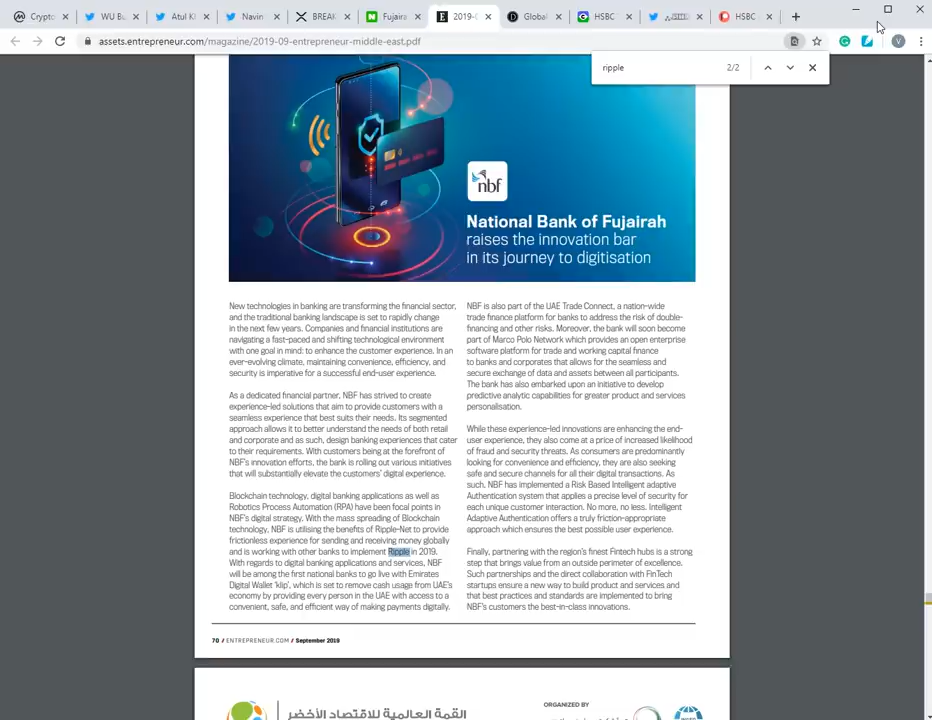 Crypto
WU Bu
Atul K
Navin
BREAK
Fujaira
2019-0
Global
HSBC
HSBC
assets.entrepreneur.com/magazine/2019-09-entrepreneur-middle-east.pdf
V
ripple
2/2
nbf
National Bank of Fujairah
raises the innovation bar
in its journey to digitisation
New technologies in banking are transforming the financial sector,
and the traditional banking landscape is set to rapidly change
in the next few years. Companies and financial institutions are
navigating a fast-paced and shifting technological environment
with one goal in mind: to enhance the customer experience. In an
ever-evolving climate, maintaining convenience, efficiency, and
security is imperative for a successful end-user experience.
As a dedicated financial partner, NBF has strived to create
experience-led solutions that aim to provide customers with a
seamless experience that best suits their needs. Its segmented
approach allows it to better understand the needs of both retail
and corporate and as such, design banking experiences that cater
to their requirements. With customers being at the forefront of
NBF's innovation efforts, the bank is rolling out various initiatives
that will substantially elevate the customers' digital experience.
Blockchain technology, digital banking applications as well as
Robotics Process Automation (RPA) have been focal points in
NBF's digital strategy. With the mass spreading of Blockchain
technology, NBF is utilising the benefits of Ripple-Net to provide
frictionless experience for sending and receiving money globally
and is working with other banks to implement Ripple in 2019.
With regards to digital banking applications and services, NBF
will be among the first national banks to go live with Emirates
Digital Wallet 'klip', which is set to remove cash usage from UAE's
economy by providing every person in the UAE with access to a
convenient, safe, and efficient way of making payments digitally.
NBF is also part of the UAE Trade Connect, a nation-wide
trade finance platform for banks to address the risk of double-
financing and other risks. Moreover, the bank will soon become
part of Marco Polo Network which provides an open enterprise
software platform for trade and working capital finance
to banks and corporates that allows for the seamless and
secure exchange of data and assets between all participants.
The bank has also embarked upon an initiative to develop
predictive analytic capabilities for greater product and services
personalisation.
While these experience-led innovations are enhancing the end-
user experience, they also come at a price of increased likelihood
of fraud and security threats. As consumers are predominantly
looking for convenience and efficiency, they are also seeking
safe and secure channels for all their digital transactions. As
such, NBF has implemented a Risk Based Intelligent adaptive
Authentication system that applies a precise level of security for
each unique customer interaction. No more, no less. Intelligent
Adaptive Authentication offers a truly friction-appropriate
approach which ensures the best possible user experience.
Finally, partnering with the region's finest Fintech hubs is a strong
step that brings value from an outside perimeter of excellence.
Such partnerships and the direct collaboration with FinTech
startups ensure a new way to build product and services and
that best practices and standards are implemented to bring
NBF's customers the best-in-class innovations.
70 / ENTREPRENEUR.COM / September 2019
القمة العالمية للاقتصاد الأخضر
ORGANIZED BY